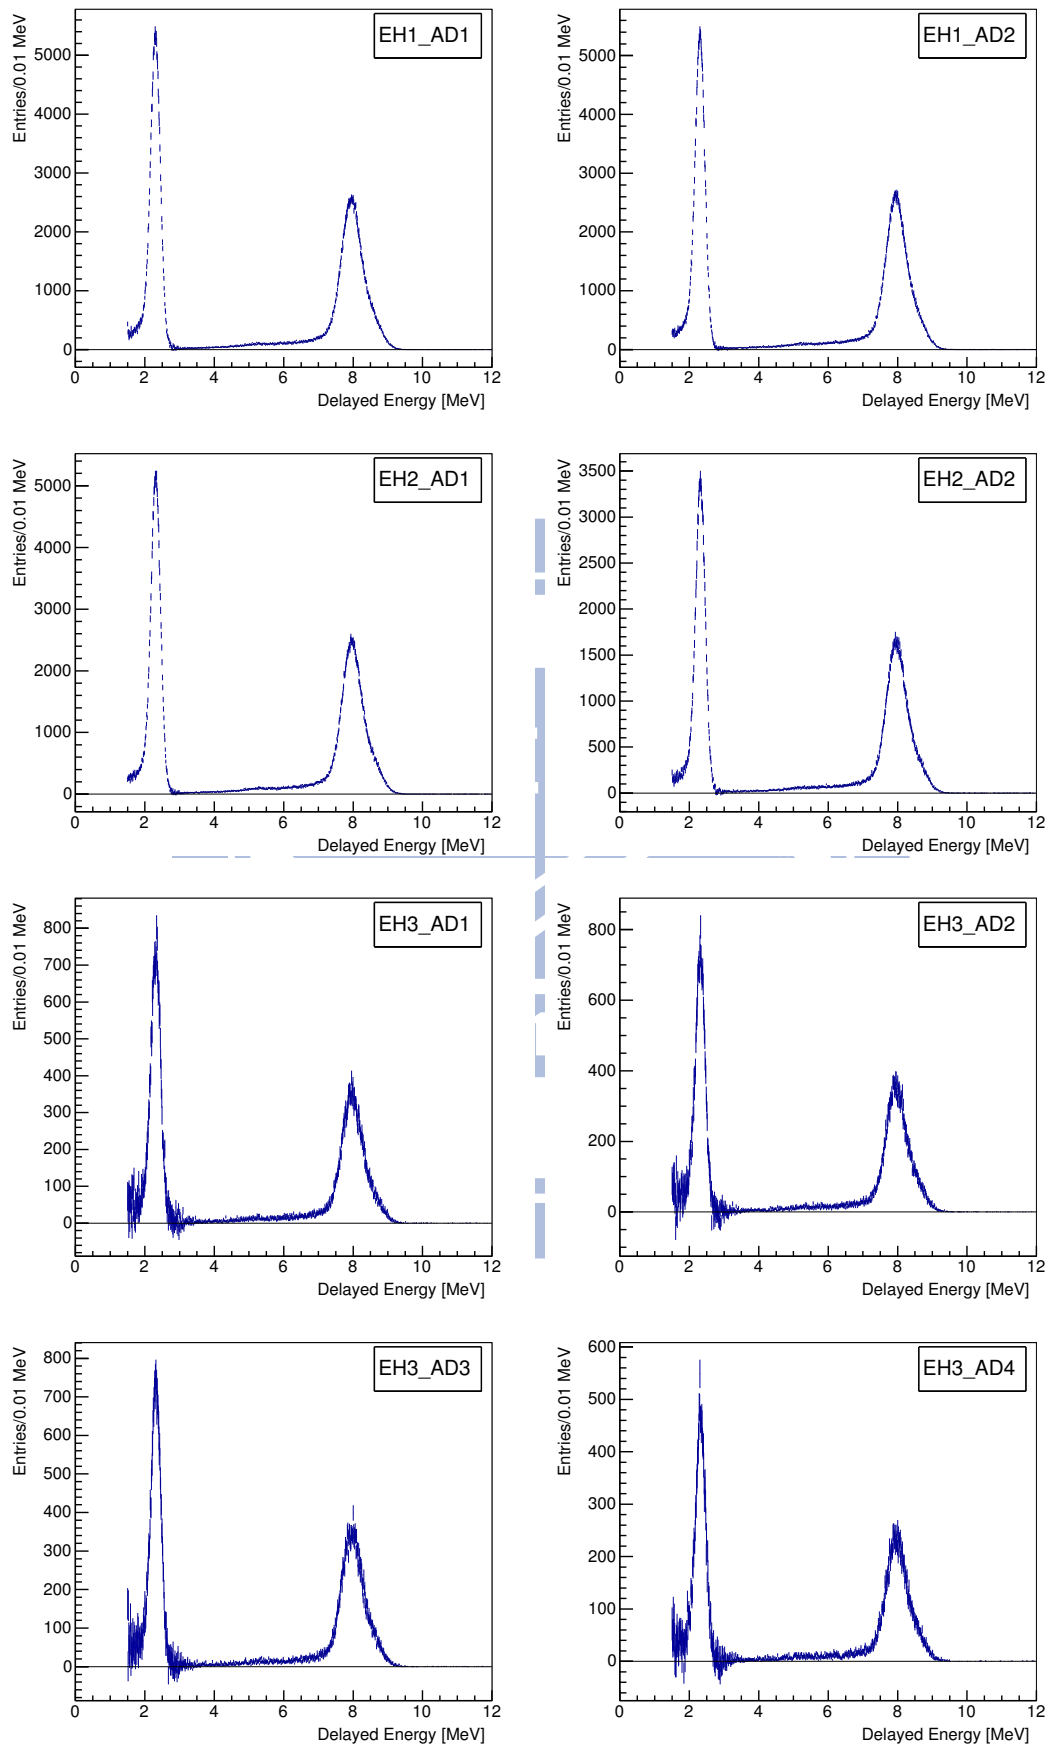 EH1_AD1
Entries/0.01 MeV
5000
4000
3000
2000
1000
0
0 2 4 6 8 10 12
Delayed Energy [MeV]
EH1_AD2
Entries/0.01 MeV
5000
4000
3000
2000
1000
0
0 2 4 6 8 10 12
Delayed Energy [MeV]
EH2_AD1
Entries/0.01 MeV
5000
4000
3000
2000
1000
0
0 2 4 6 8 10 12
Delayed Energy [MeV]
EH2_AD2
Entries/0.01 MeV
3500
3000
2500
2000
1500
1000
500
0
0 2 4 6 8 10 12
Delayed Energy [MeV]
EH3_AD1
Entries/0.01 MeV
800
700
600
500
400
300
200
100
0
0 2 4 6 8 10 12
Delayed Energy [MeV]
EH3_AD2
Entries/0.01 MeV
800
600
400
200
0
0 2 4 6 8 10 12
Delayed Energy [MeV]
EH3_AD3
Entries/0.01 MeV
800
700
600
500
400
300
200
100
0
0 2 4 6 8 10 12
Delayed Energy [MeV]
EH3_AD4
Entries/0.01 MeV
600
500
400
300
200
100
0
0 2 4 6 8 10 12
Delayed Energy [MeV]